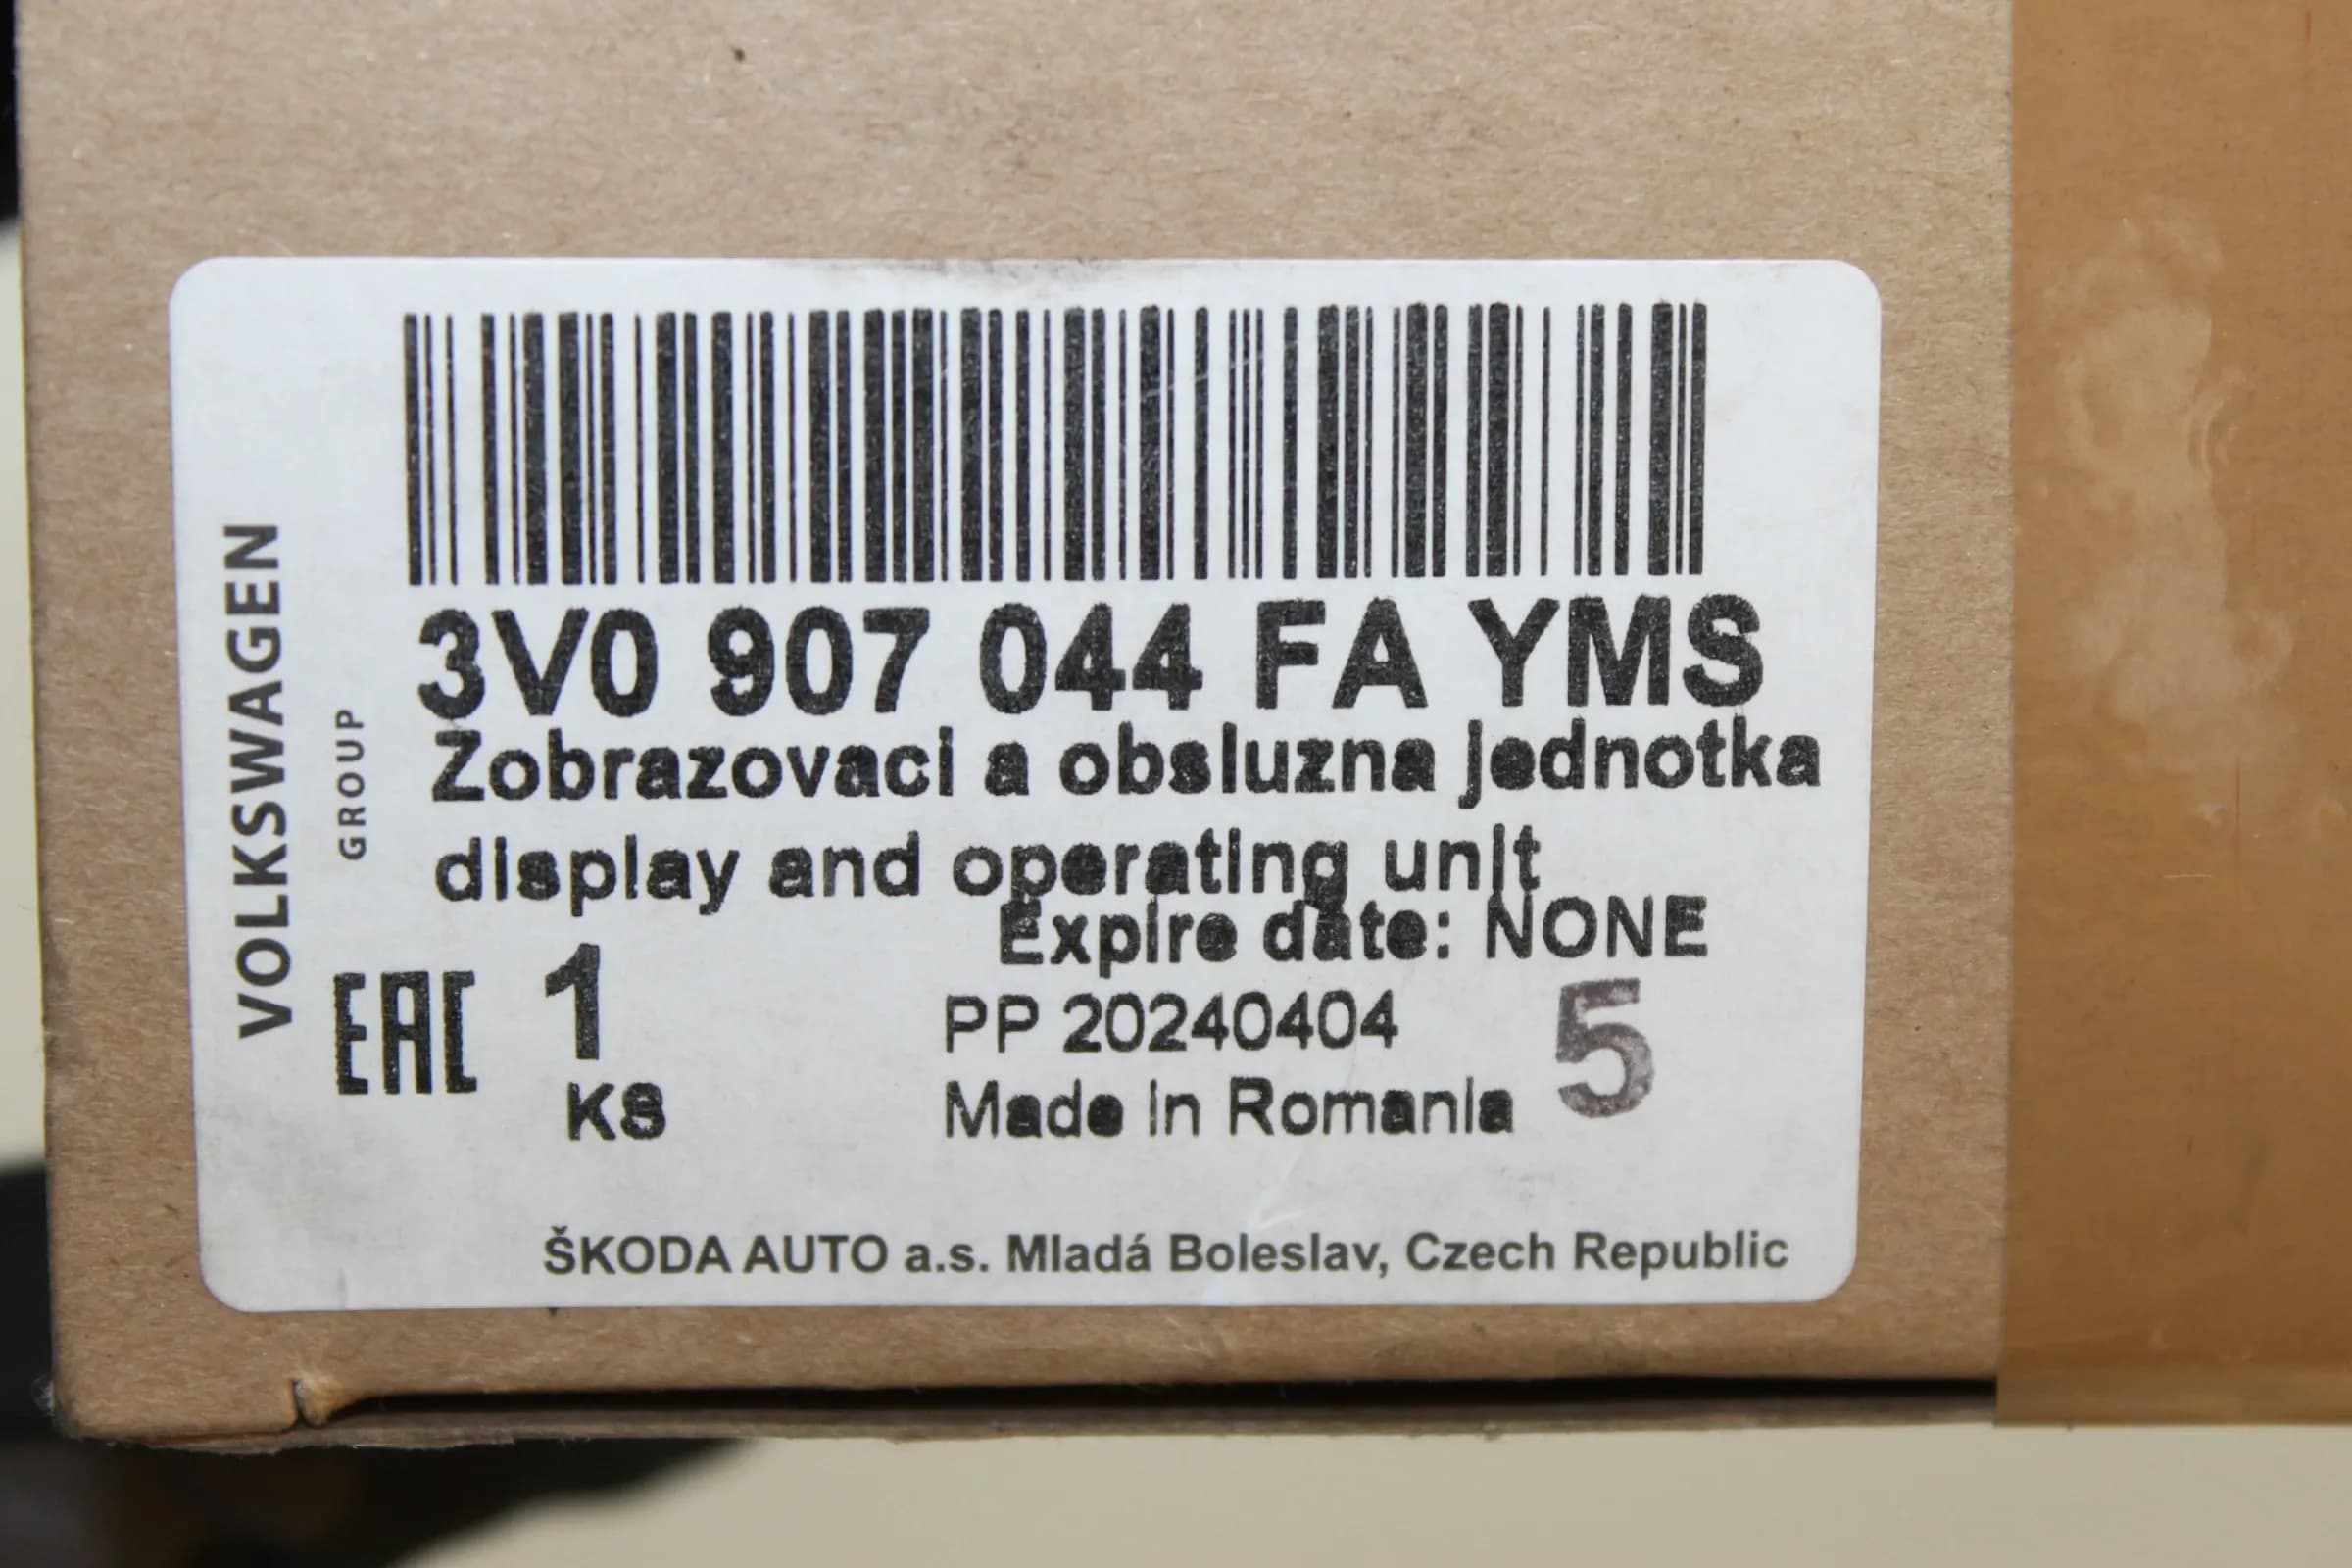 VOLKSWAGEN
GROUP
3V0 907 044 FA YMS
Zobrazovaci a obsluzna jednotka
display and operating unit
Expire date: NONE
EAC
1
KS
PP 20240404
5
Made in Romania
ŠKODA AUTO a.s. Mladá Boleslav, Czech Republic